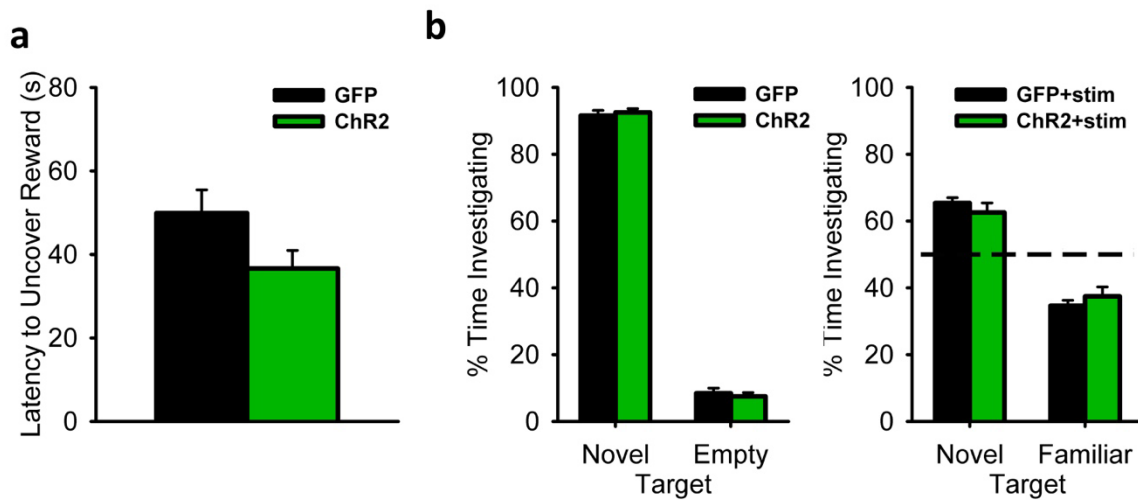 a
Latency to Uncover Reward (s)
80
60
40
20
0
GFP
ChR2
b
% Time Investigating
100
80
60
40
20
0
GFP
ChR2
Novel Empty
Target
% Time Investigating
100
80
60
40
20
0
GFP+stim
ChR2+stim
Novel Familiar
Target